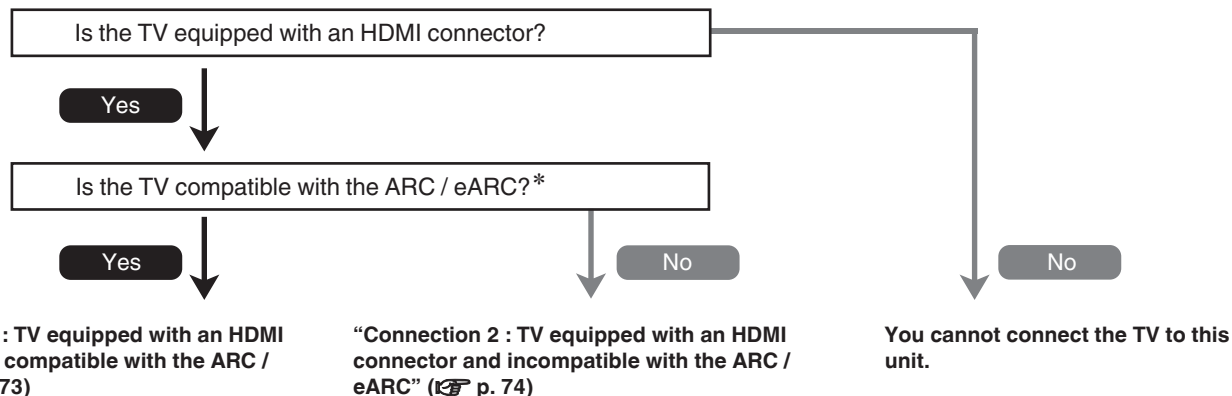 Is the TV equipped with an HDMI connector?
Yes
Is the TV compatible with the ARC / eARC?*
Yes
No
No
: TV equipped with an HDMI
compatible with the ARC /
73)
“Connection 2 : TV equipped with an HDMI
connector and incompatible with the ARC /
eARC” (☞ p. 74)
You cannot connect the TV to this
unit.